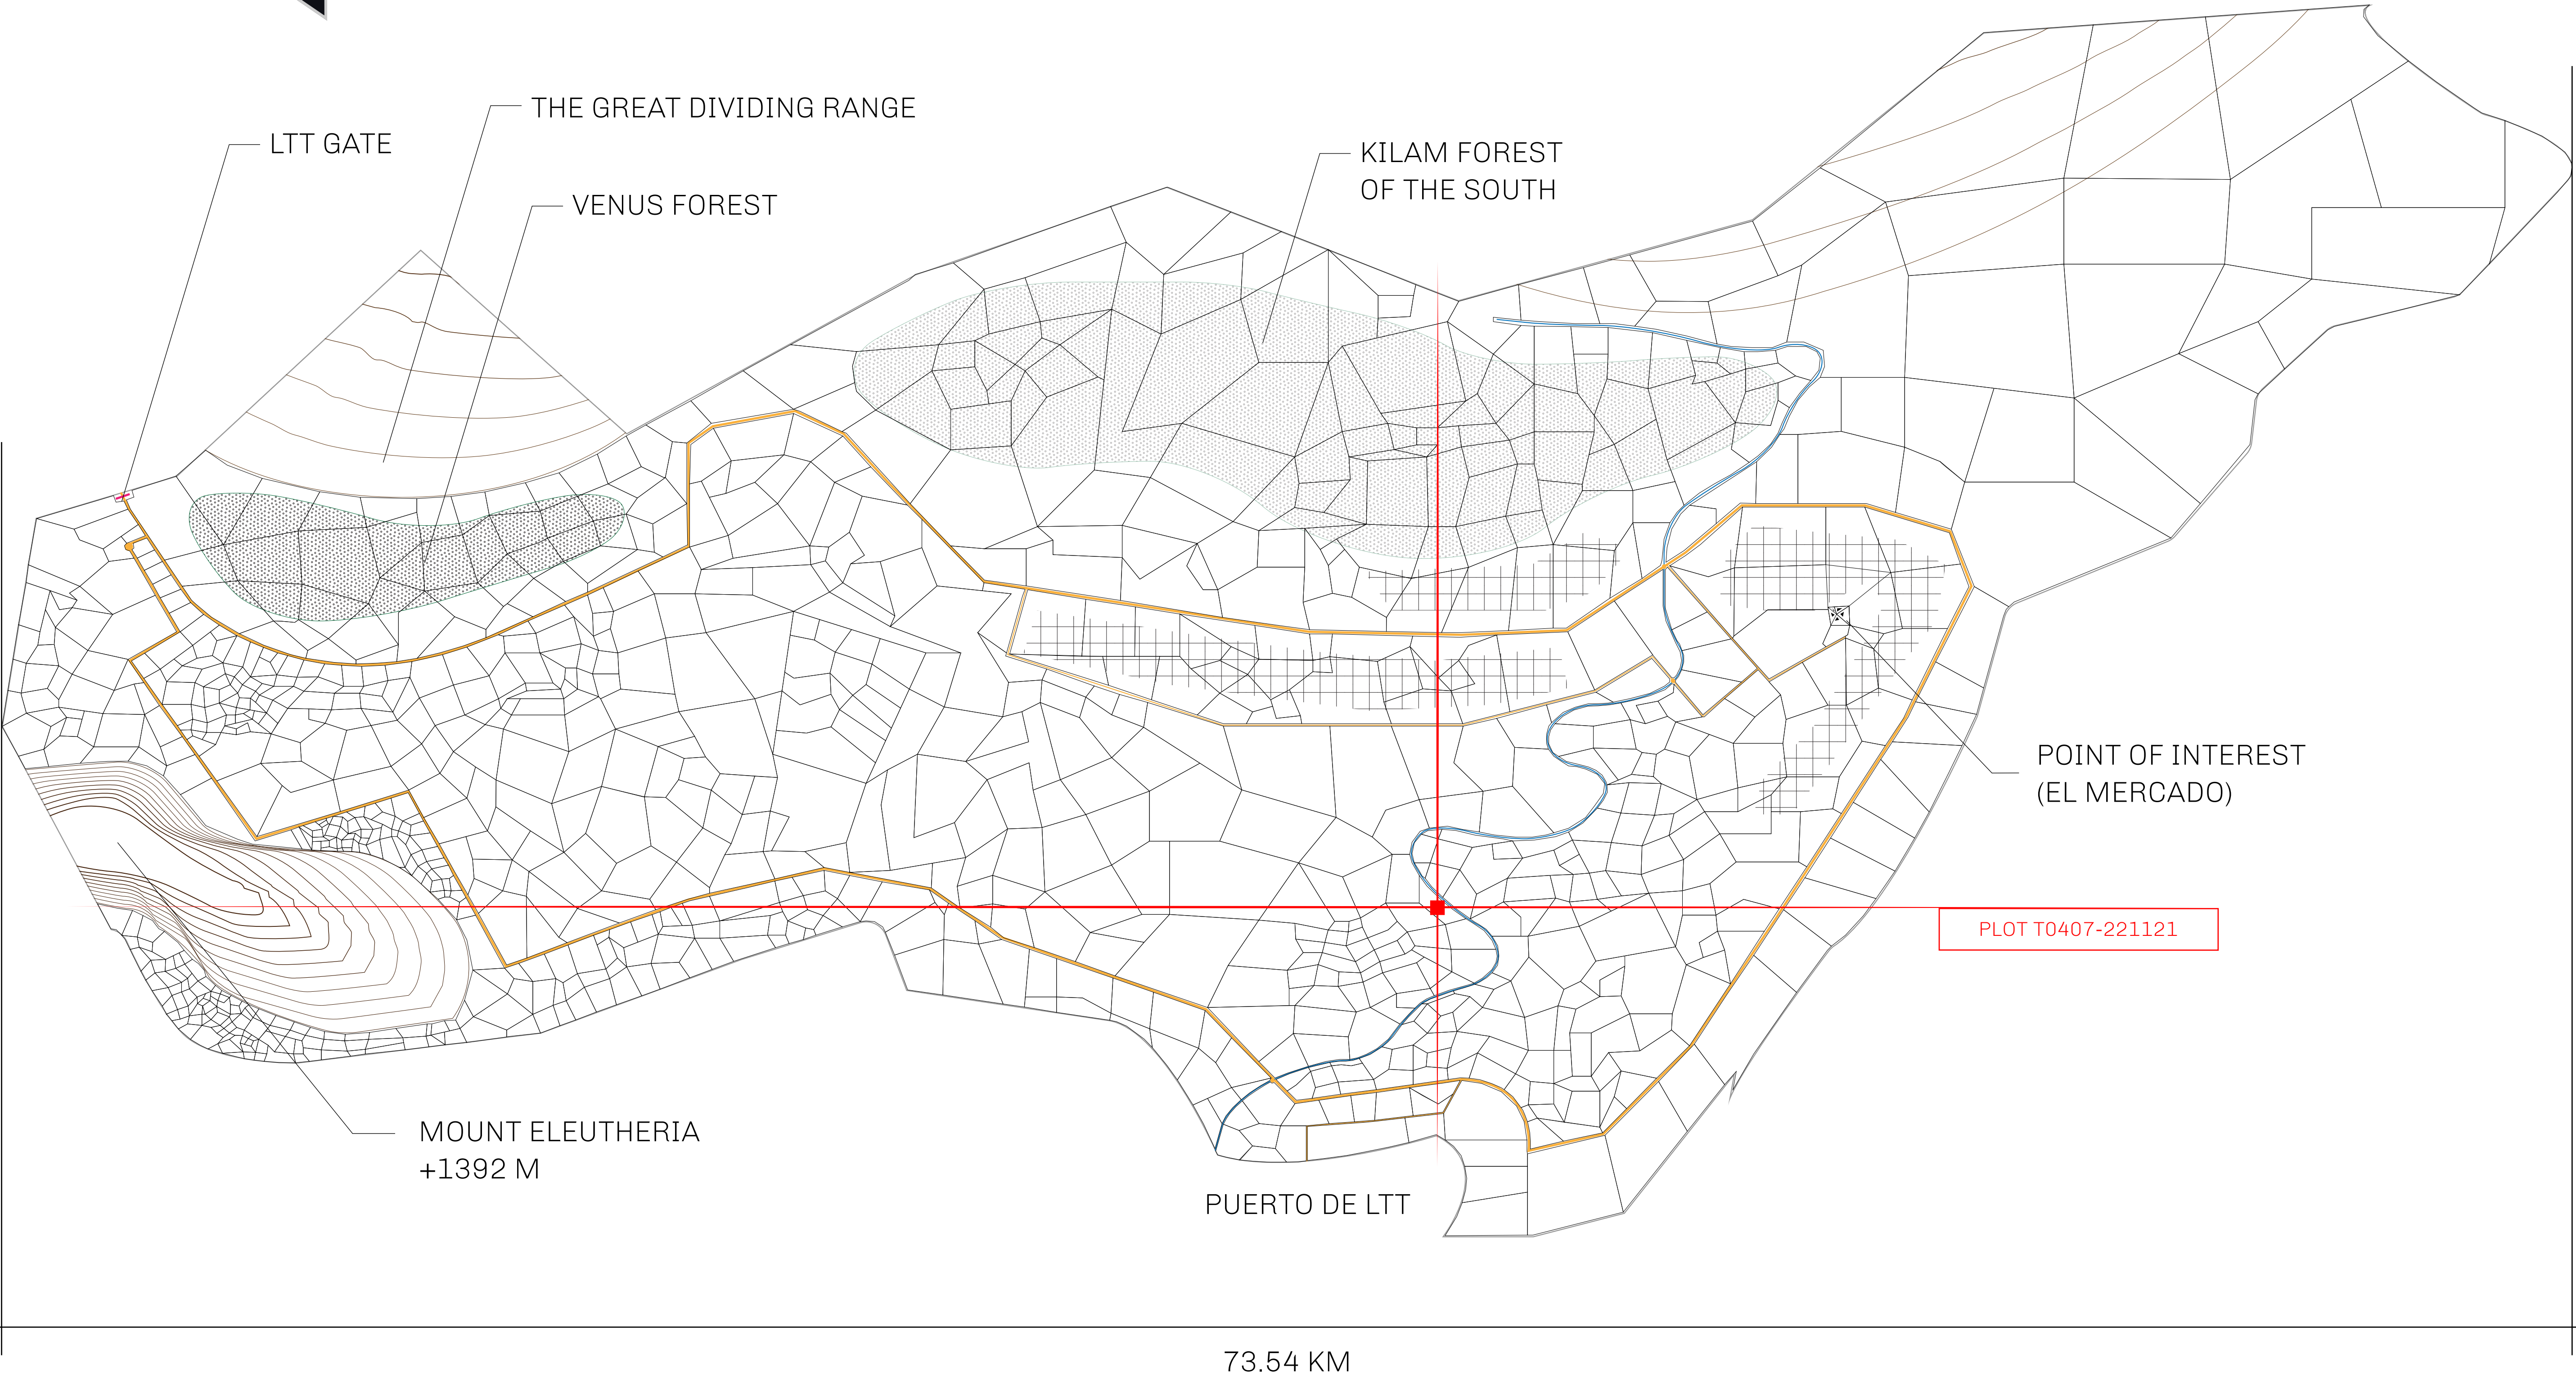 THE GREAT DIVIDING RANGE
LTT GATE
VENUS FOREST
KILAM FOREST
OF THE SOUTH
POINT OF INTEREST
(EL MERCADO)
PLOT T0407-221121
MOUNT ELEUTHERIA
+1392 M
PUERTO DE LTT
73.54 KM